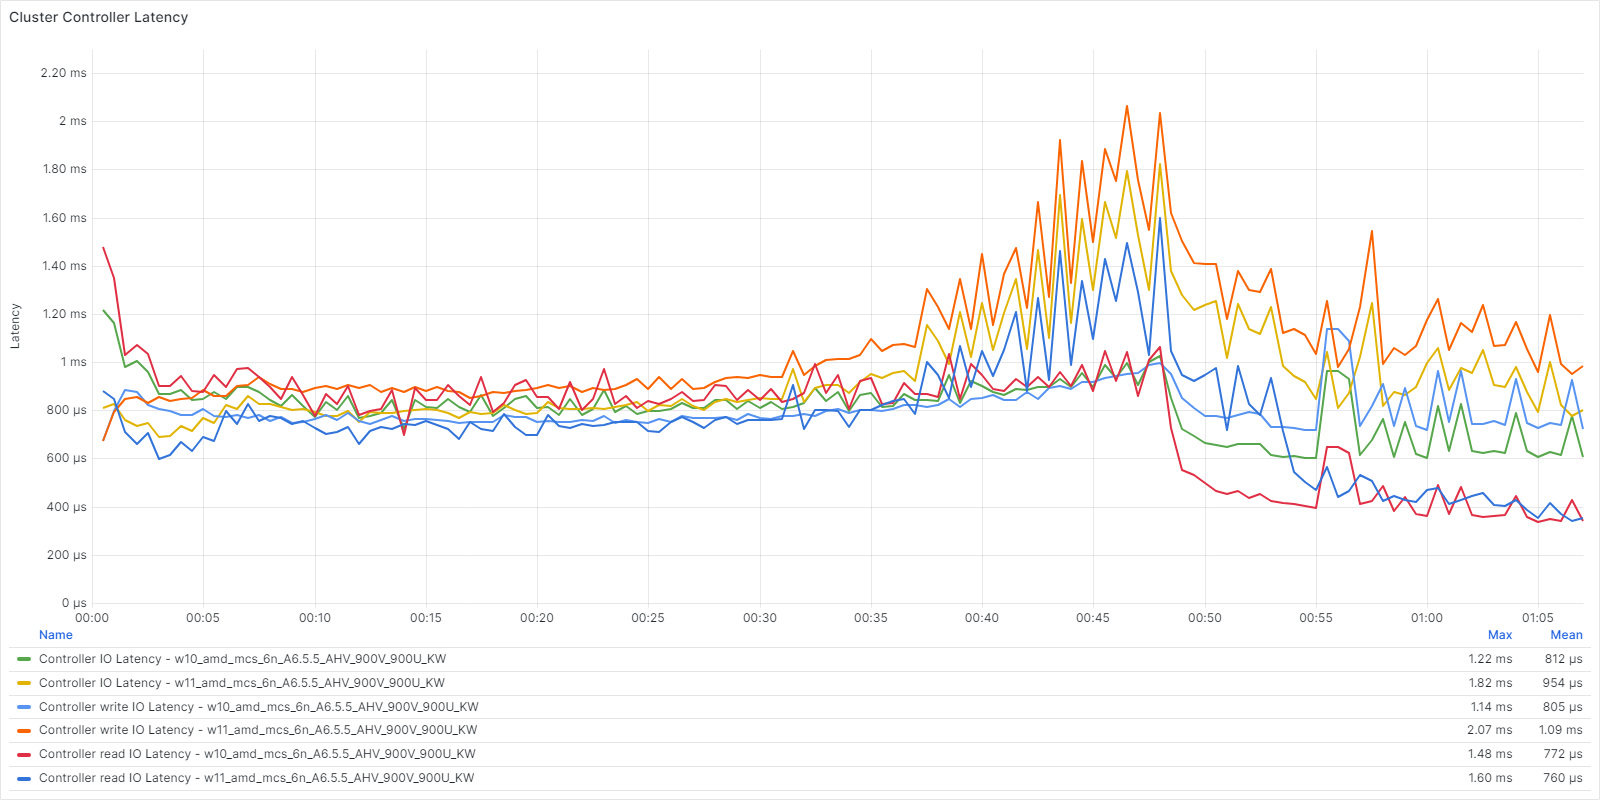 Cluster Controller Latency
2.20 ms
2 ms
1.80 ms
1.60 ms
1.40 ms
1.20 ms
1 ms
800 µs
600 µs
400 µs
200 µs
0 µs
Latency
00:00 00:05 00:10 00:15 00:20 00:25 00:30 00:35 00:40 00:45 00:50 00:55 01:00 01:05
Name Max Mean
Controller IO Latency - w10_amd_mcs_6n_A6.5.5_AHV_900V_900U_KW 1.22 ms 812 µs
Controller IO Latency - w11_amd_mcs_6n_A6.5.5_AHV_900V_900U_KW 1.82 ms 954 µs
Controller write IO Latency - w10_amd_mcs_6n_A6.5.5_AHV_900V_900U_KW 1.14 ms 805 µs
Controller write IO Latency - w11_amd_mcs_6n_A6.5.5_AHV_900V_900U_KW 2.07 ms 1.09 ms
Controller read IO Latency - w10_amd_mcs_6n_A6.5.5_AHV_900V_900U_KW 1.48 ms 772 µs
Controller read IO Latency - w11_amd_mcs_6n_A6.5.5_AHV_900V_900U_KW 1.60 ms 760 µs